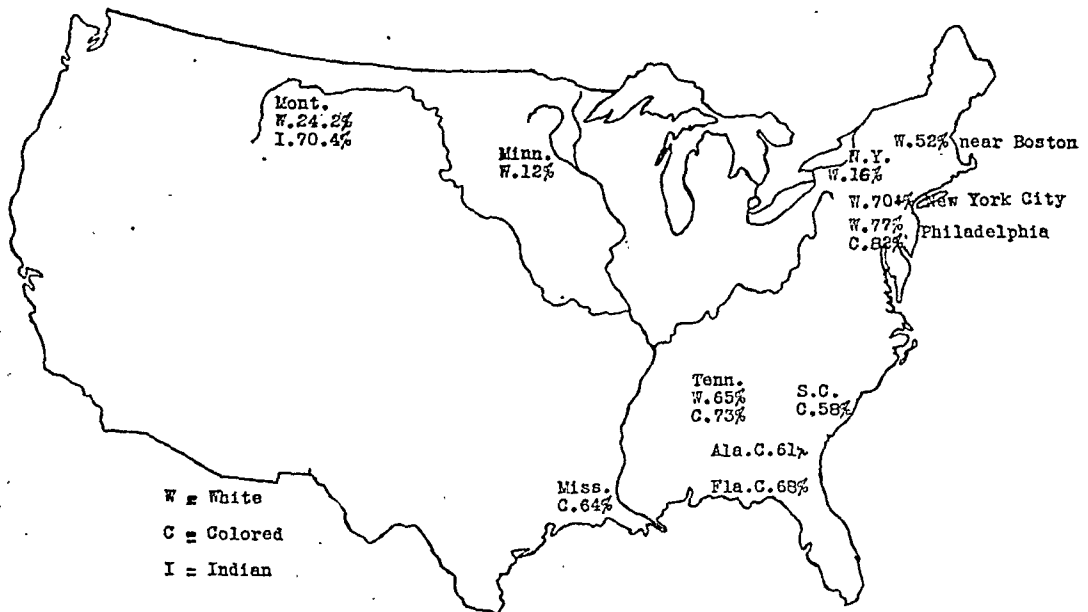 Mont.
W.24.2%
I.70.4%
Minn.
W.12%
W.52% near Boston
N.Y.
W.16%
W.70+% New York City
W.77%
C.82% Philadelphia
Tenn.
W.65%
C.73%
S.C.
C.58%
Ala.C.61%
Miss.
C.64%
Fla.C.68%
W = White
C = Colored
I = Indian